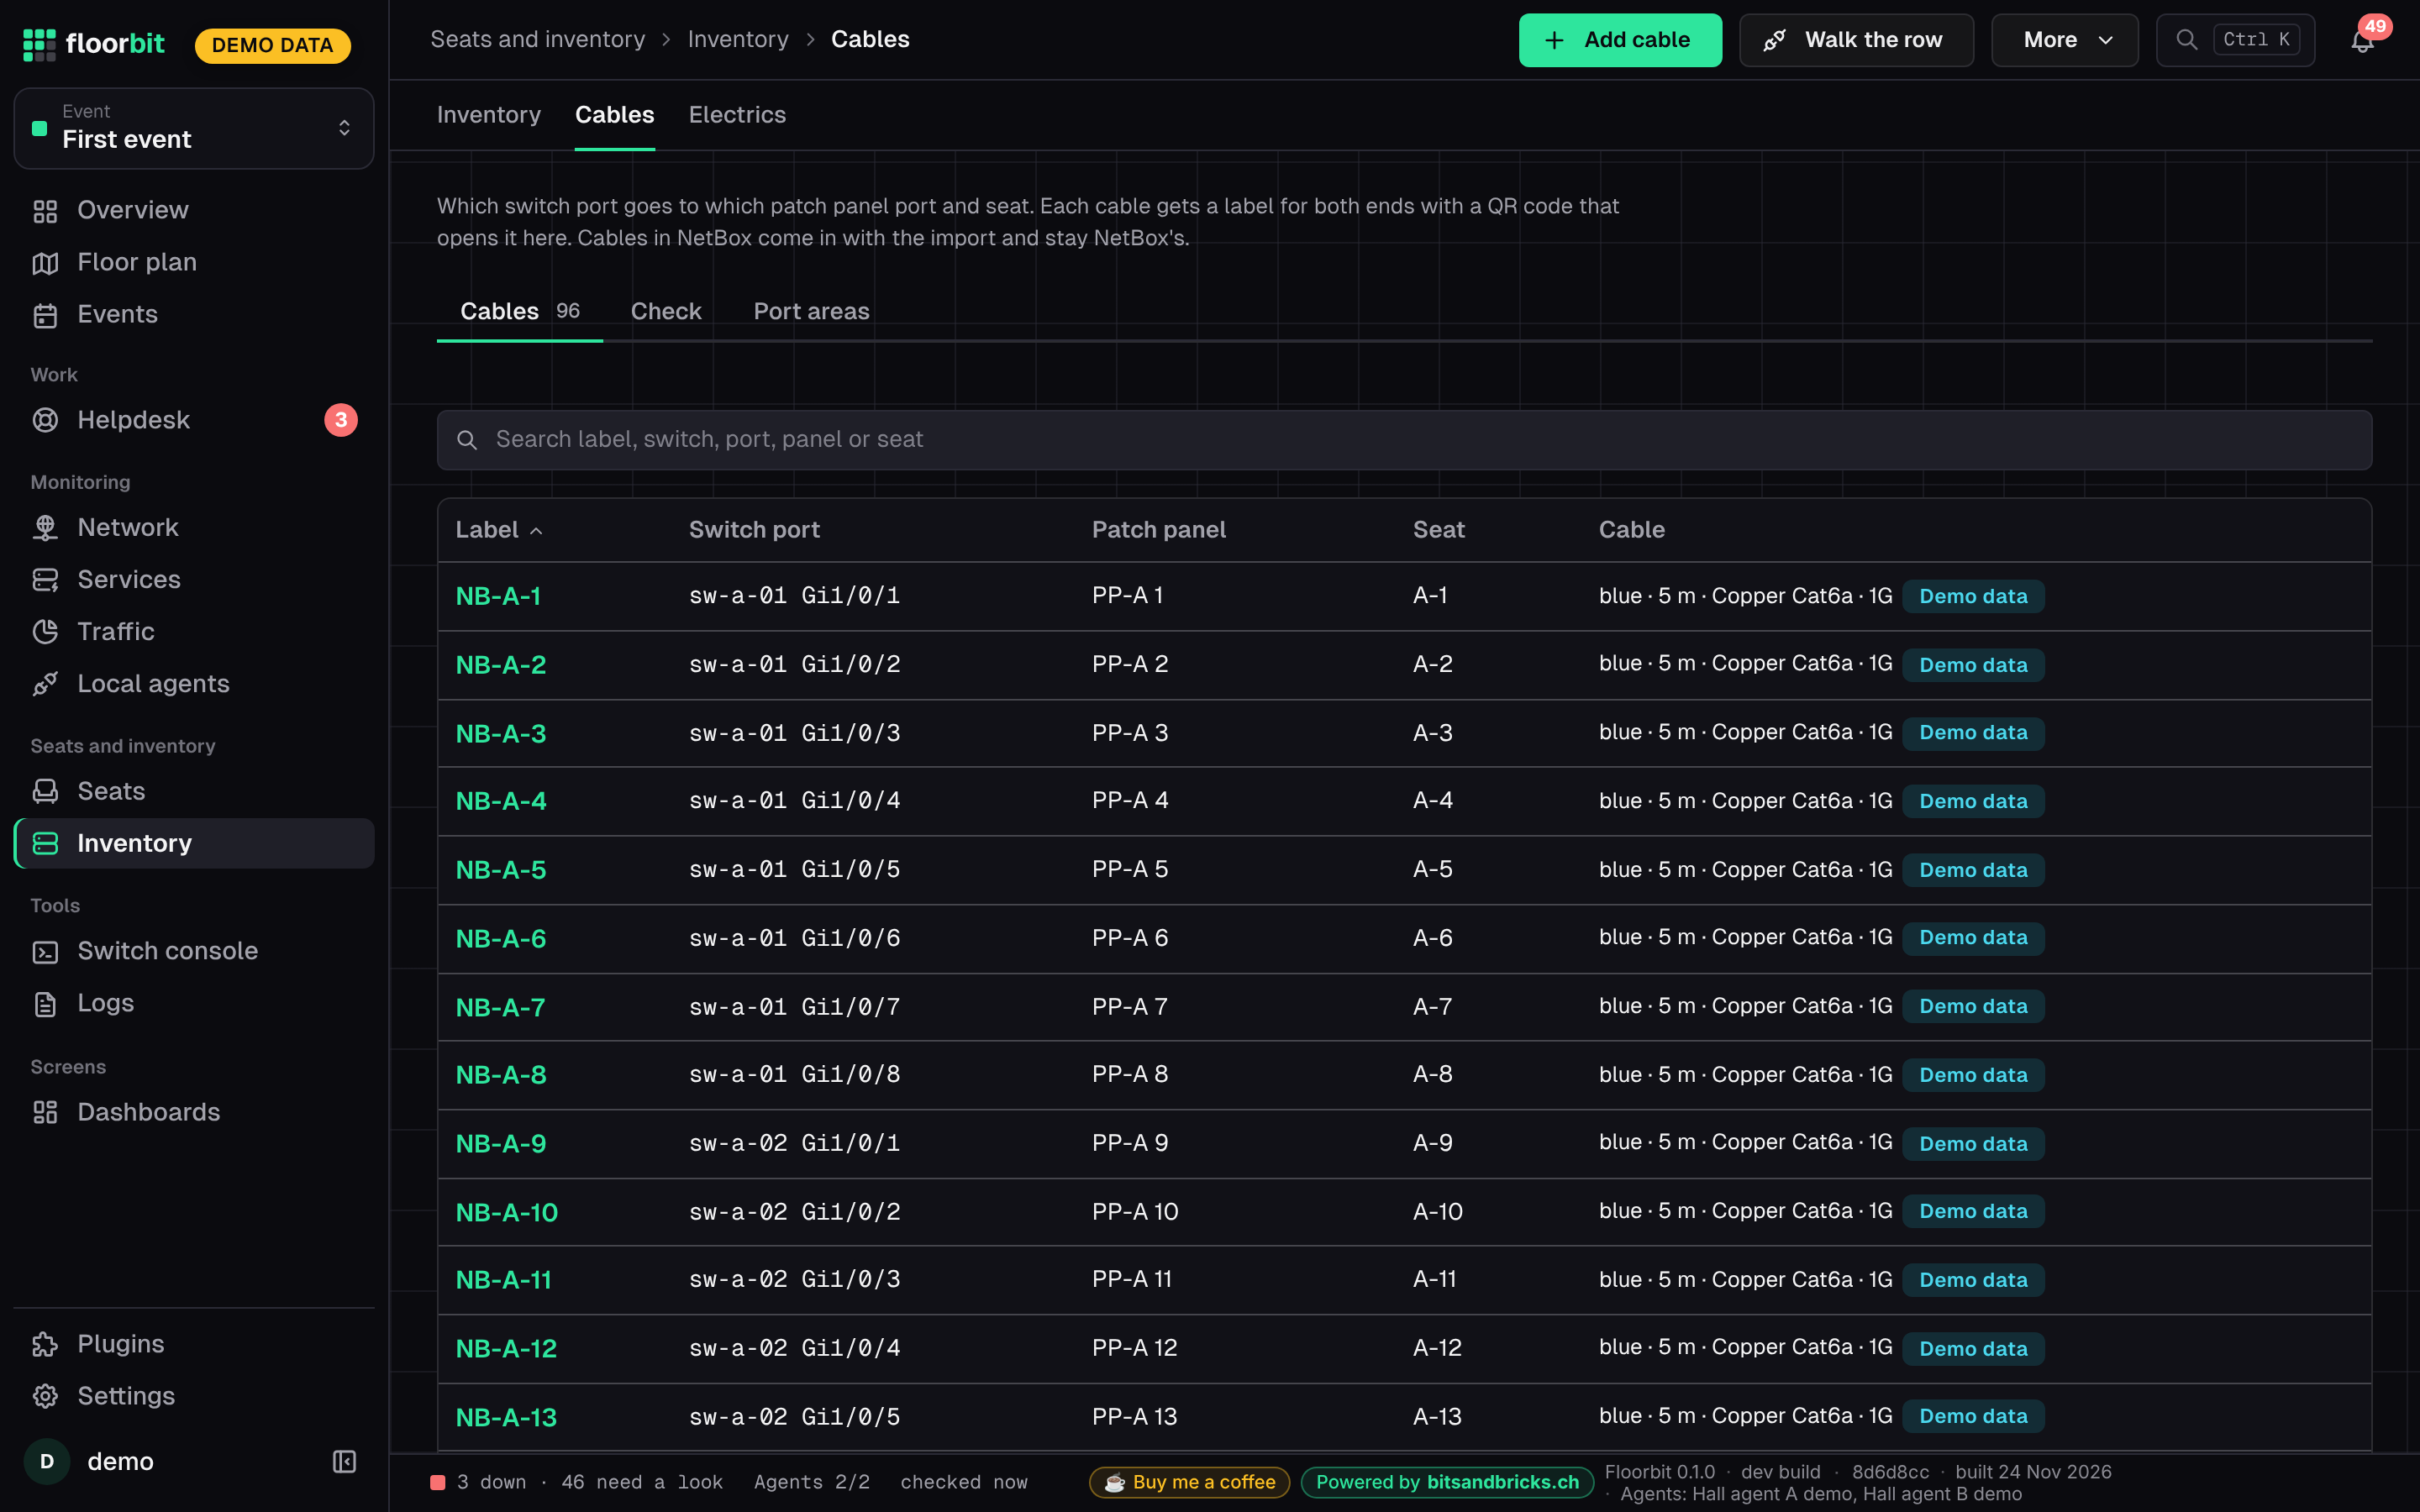 floorbit DEMO DATA
Event
First event
Overview
Floor plan
Events
Work
Helpdesk 3
Monitoring
Network
Services
Traffic
Local agents
Seats and inventory
Seats
Inventory
Tools
Switch console
Logs
Screens
Dashboards
Plugins
Settings
D demo
Seats and inventory > Inventory > Cables
+ Add cable
Walk the row
More
Ctrl K
49
Inventory Cables Electrics
Which switch port goes to which patch panel port and seat. Each cable gets a label for both ends with a QR code that
opens it here. Cables in NetBox come in with the import and stay NetBox's.
Cables 96 Check Port areas
Search label, switch, port, panel or seat
Label Switch port Patch panel Seat Cable
NB-A-1 sw-a-01 Gi1/0/1 PP-A 1 A-1 blue · 5 m · Copper Cat6a · 1G Demo data
NB-A-2 sw-a-01 Gi1/0/2 PP-A 2 A-2 blue · 5 m · Copper Cat6a · 1G Demo data
NB-A-3 sw-a-01 Gi1/0/3 PP-A 3 A-3 blue · 5 m · Copper Cat6a · 1G Demo data
NB-A-4 sw-a-01 Gi1/0/4 PP-A 4 A-4 blue · 5 m · Copper Cat6a · 1G Demo data
NB-A-5 sw-a-01 Gi1/0/5 PP-A 5 A-5 blue · 5 m · Copper Cat6a · 1G Demo data
NB-A-6 sw-a-01 Gi1/0/6 PP-A 6 A-6 blue · 5 m · Copper Cat6a · 1G Demo data
NB-A-7 sw-a-01 Gi1/0/7 PP-A 7 A-7 blue · 5 m · Copper Cat6a · 1G Demo data
NB-A-8 sw-a-01 Gi1/0/8 PP-A 8 A-8 blue · 5 m · Copper Cat6a · 1G Demo data
NB-A-9 sw-a-02 Gi1/0/1 PP-A 9 A-9 blue · 5 m · Copper Cat6a · 1G Demo data
NB-A-10 sw-a-02 Gi1/0/2 PP-A 10 A-10 blue · 5 m · Copper Cat6a · 1G Demo data
NB-A-11 sw-a-02 Gi1/0/3 PP-A 11 A-11 blue · 5 m · Copper Cat6a · 1G Demo data
NB-A-12 sw-a-02 Gi1/0/4 PP-A 12 A-12 blue · 5 m · Copper Cat6a · 1G Demo data
NB-A-13 sw-a-02 Gi1/0/5 PP-A 13 A-13 blue · 5 m · Copper Cat6a · 1G Demo data
3 down · 46 need a look Agents 2/2 checked now
Buy me a coffee
Powered by bitsandbricks.ch
Floorbit 0.1.0 · dev build · 8d6d8cc · built 24 Nov 2026
· Agents: Hall agent A demo, Hall agent B demo